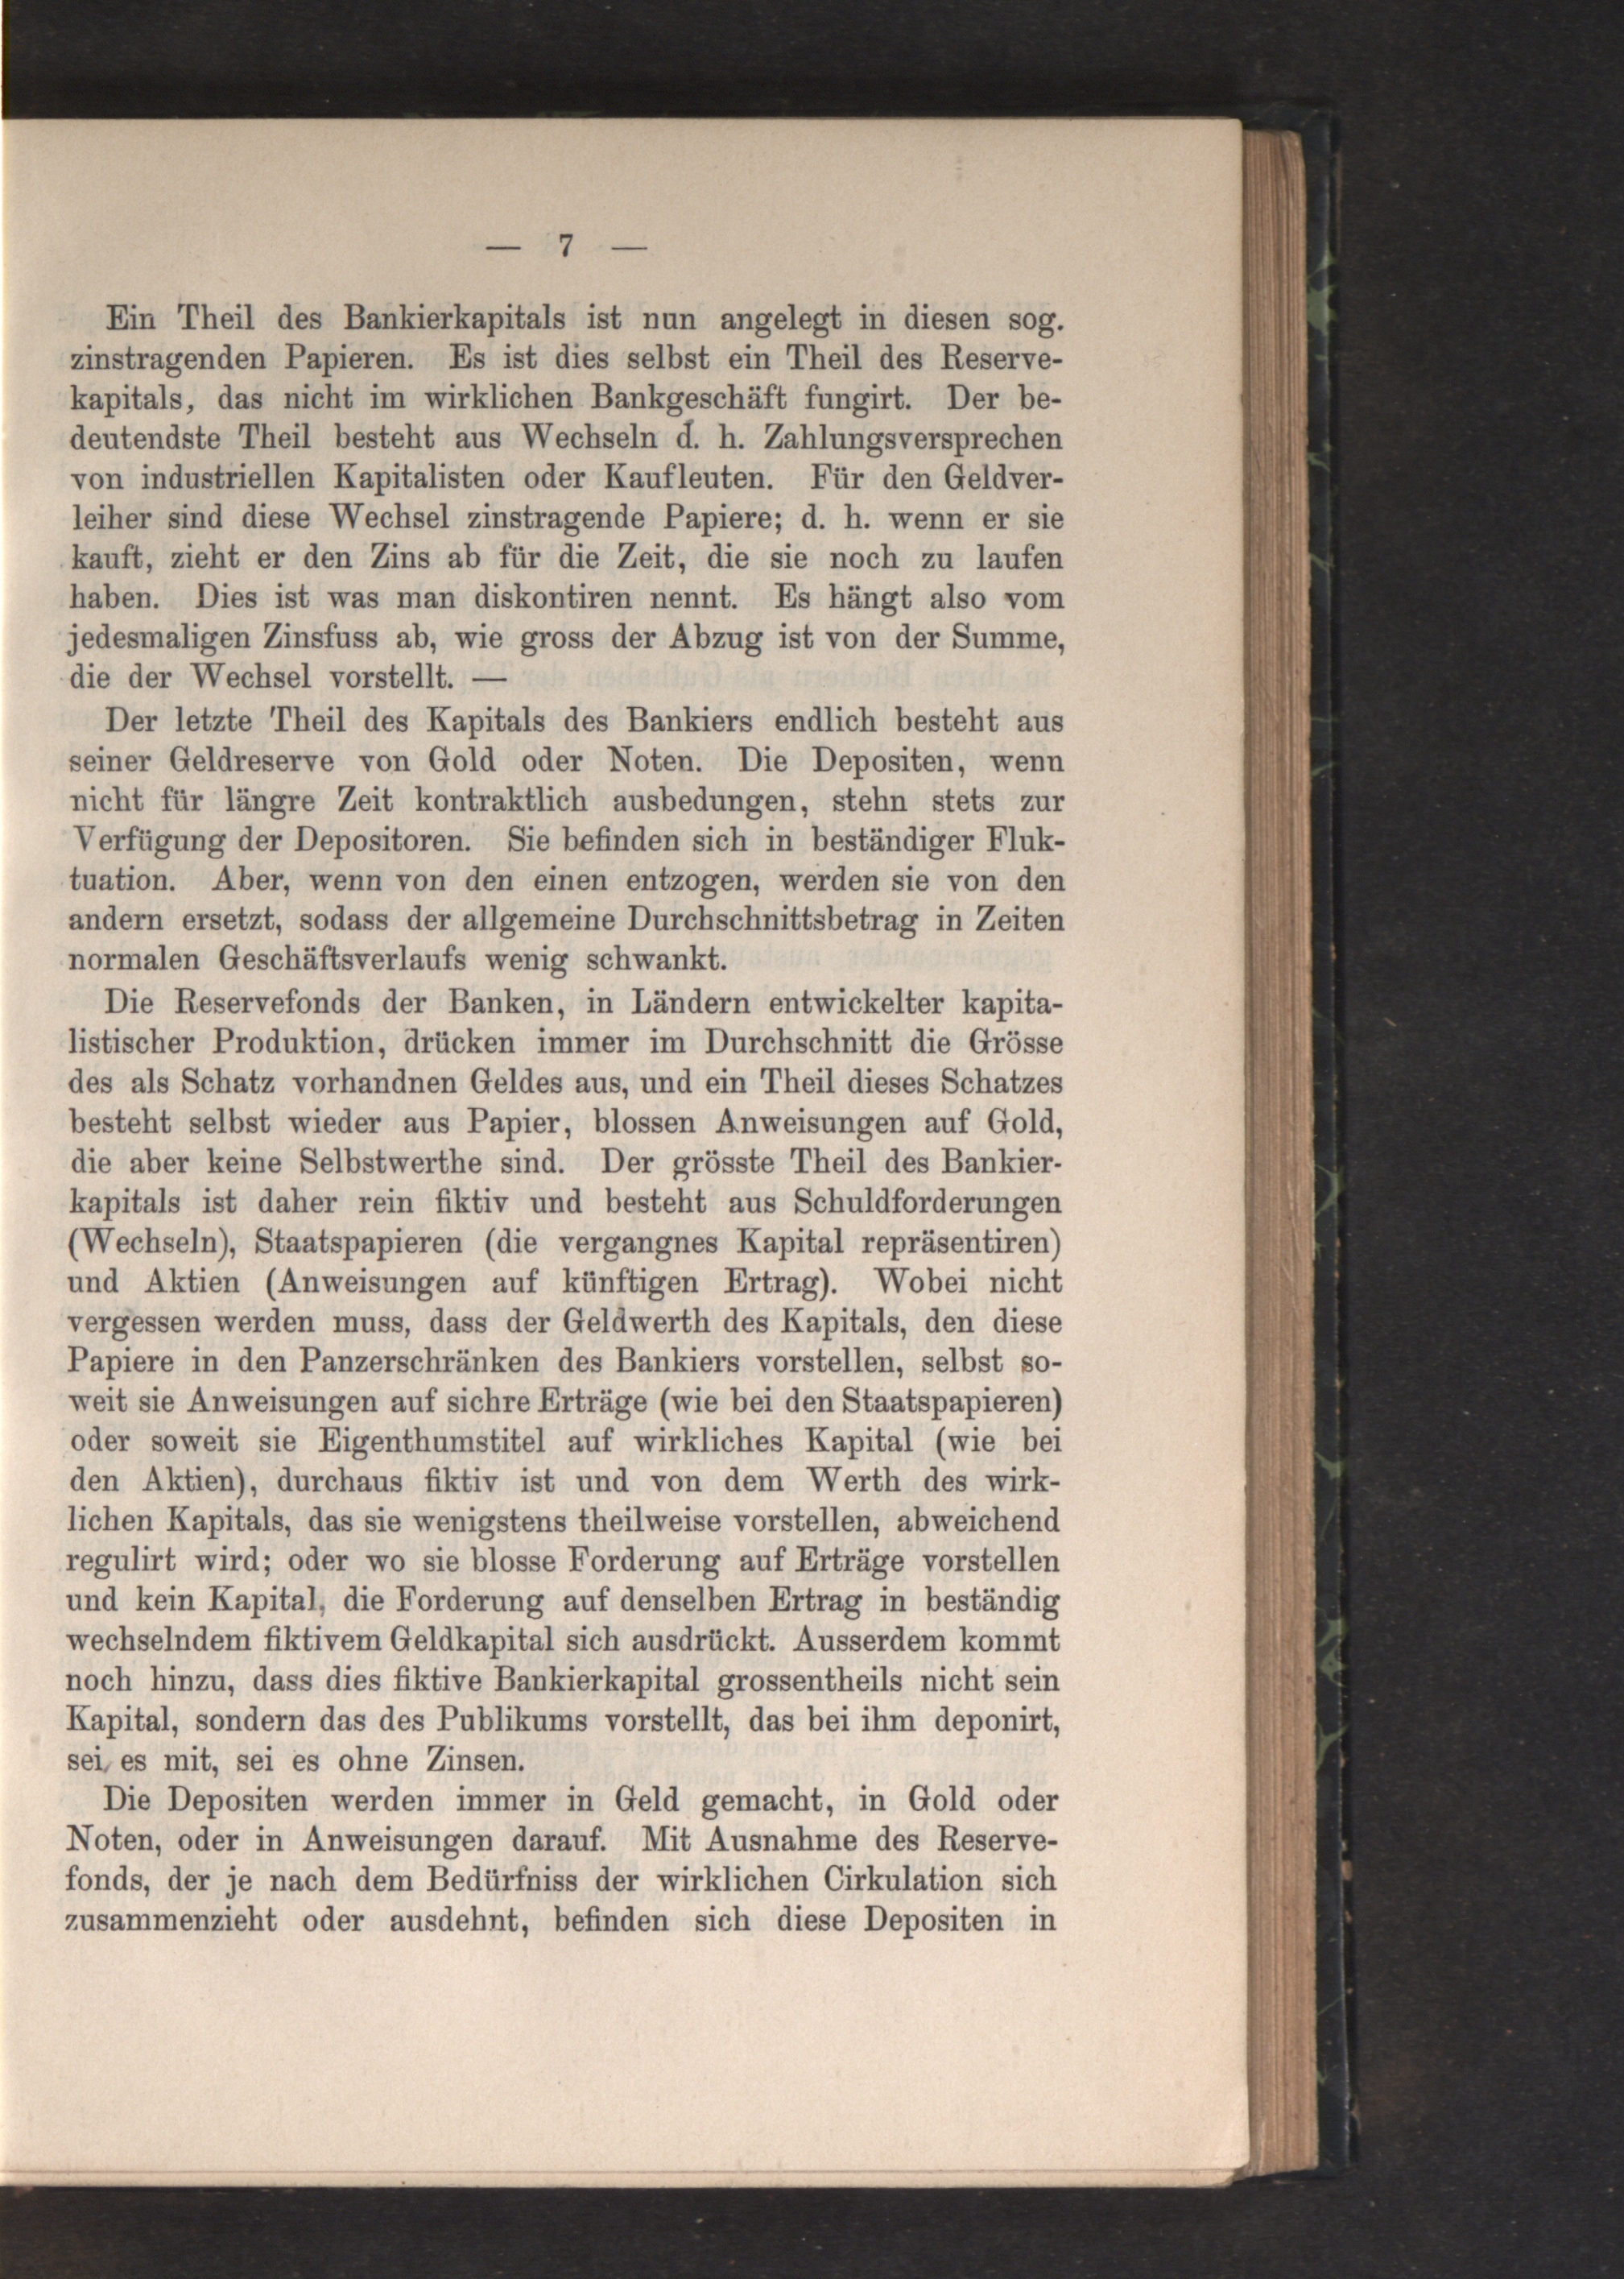 — 7 —
Ein Theil des Bankierkapitals ist nun angelegt in diesen sog.
zinstragenden Papieren. Es ist dies selbst ein Theil des Reserve-
kapitals, das nicht im wirklichen Bankgeschäft fungirt. Der be-
deutendste Theil besteht aus Wechseln d. h. Zahlungsversprechen
von industriellen Kapitalisten oder Kaufleuten. Für den Geldver-
leiher sind diese Wechsel zinstragende Papiere; d. h. wenn er sie
kauft, zieht er den Zins ab für die Zeit, die sie noch zu laufen
haben. Dies ist was man diskontiren nennt. Es hängt also vom
jedesmaligen Zinsfuss ab, wie gross der Abzug ist von der Summe,
die der Wechsel vorstellt. —
Der letzte Theil des Kapitals des Bankiers endlich besteht aus
seiner Geldreserve von Gold oder Noten. Die Depositen, wenn
nicht für längre Zeit kontraktlich ausbedungen, stehn stets zur
Verfügung der Depositoren. Sie befinden sich in beständiger Fluk-
tuation. Aber, wenn von den einen entzogen, werden sie von den
andern ersetzt, sodass der allgemeine Durchschnittsbetrag in Zeiten
normalen Geschäftsverlaufs wenig schwankt.
Die Reservefonds der Banken, in Ländern entwickelter kapita-
listischer Produktion, drücken immer im Durchschnitt die Grösse
des als Schatz vorhandnen Geldes aus, und ein Theil dieses Schatzes
besteht selbst wieder aus Papier, blossen Anweisungen auf Gold,
die aber keine Selbstwerthe sind. Der grösste Theil des Bankier-
kapitals ist daher rein fiktiv und besteht aus Schuldforderungen
(Wechseln), Staatspapieren (die vergangnes Kapital repräsentiren)
und Aktien (Anweisungen auf künftigen Ertrag). Wobei nicht
vergessen werden muss, dass der Geldwerth des Kapitals, den diese
Papiere in den Panzerschränken des Bankiers vorstellen, selbst so-
weit sie Anweisungen auf sichre Erträge (wie bei den Staatspapieren)
oder soweit sie Eigenthumstitel auf wirkliches Kapital (wie bei
den Aktien), durchaus fiktiv ist und von dem Werth des wirk-
lichen Kapitals, das sie wenigstens theilweise vorstellen, abweichend
regulirt wird; oder wo sie blosse Forderung auf Erträge vorstellen
und kein Kapital, die Forderung auf denselben Ertrag in beständig
wechselndem fiktivem Geldkapital sich ausdrückt. Ausserdem kommt
noch hinzu, dass dies fiktive Bankierkapital grossentheils nicht sein
Kapital, sondern das des Publikums vorstellt, das bei ihm deponirt,
sei es mit, sei es ohne Zinsen.
Die Depositen werden immer in Geld gemacht, in Gold oder
Noten, oder in Anweisungen darauf. Mit Ausnahme des Reserve-
fonds, der je nach dem Bedürfniss der wirklichen Cirkulation sich
zusammenzieht oder ausdehnt, befinden sich diese Depositen in